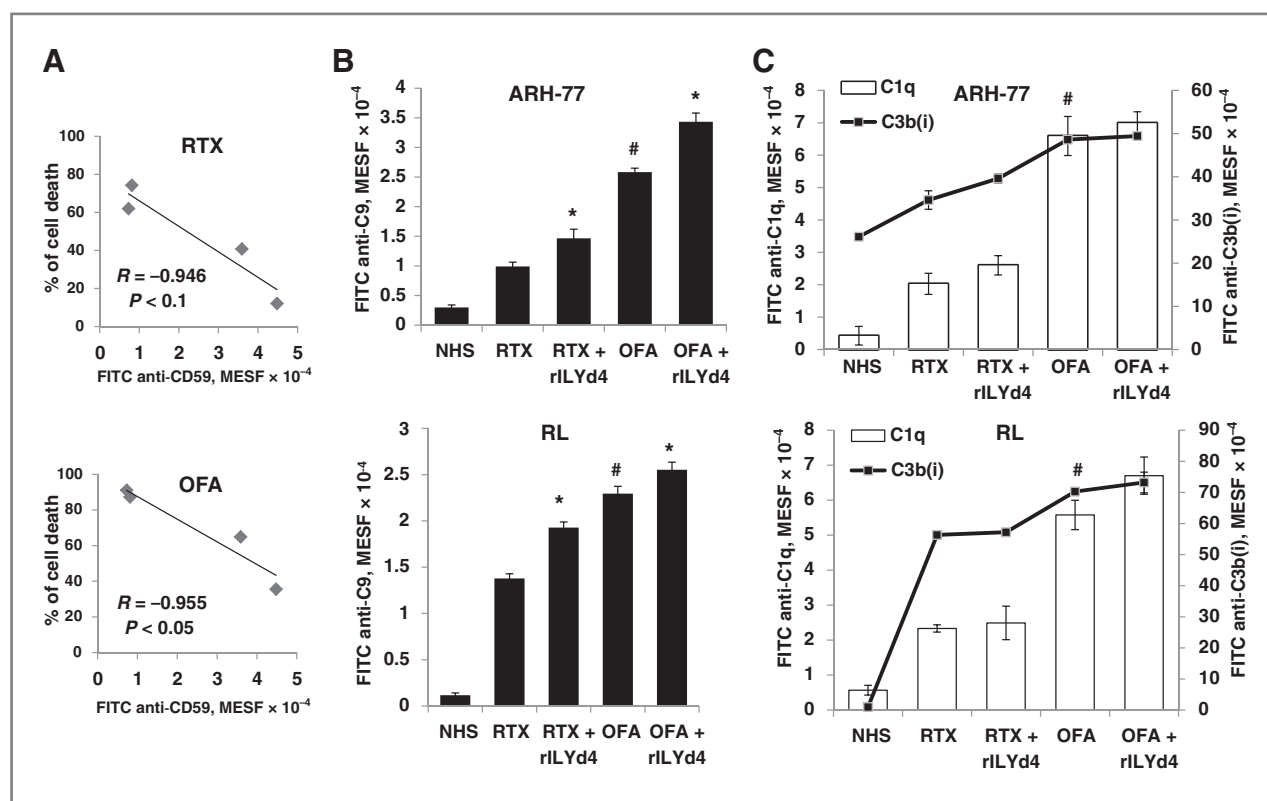 A
RTX
% of cell death
100
80
60
40
20
0
R = –0.946
P < 0.1
0 1 2 3 4 5
FITC anti-CD59, MESF × 10⁻⁴
OFA
% of cell death
100
80
60
40
20
0
R = –0.955
P < 0.05
0 1 2 3 4 5
FITC anti-CD59, MESF × 10⁻⁴
B
ARH-77
FITC anti-C9, MESF × 10⁻⁴
4
3.5
3
2.5
2
1.5
1
0.5
0
* # *
NHS RTX RTX + OFA OFA +
rILYd4 rILYd4
RL
FITC anti-C9, MESF × 10⁻⁴
3
2.5
2
1.5
1
0.5
0
* # *
NHS RTX RTX + OFA OFA +
rILYd4 rILYd4
C
C1q
C3b(i)
ARH-77
#
FITC anti-C1q, MESF × 10⁻⁴
8
7
6
5
4
3
2
1
0
60
50
40
30
20
10
0
FITC anti-C3b(i), MESF × 10⁻⁴
NHS RTX RTX + OFA OFA +
rILYd4 rILYd4
C1q
C3b(i)
RL
#
FITC anti-C1q, MESF × 10⁻⁴
8
7
6
5
4
3
2
1
0
90
80
70
60
50
40
30
20
10
0
FITC anti-C3b(i), MESF × 10⁻⁴
NHS RTX RTX + OFA OFA +
rILYd4 rILYd4